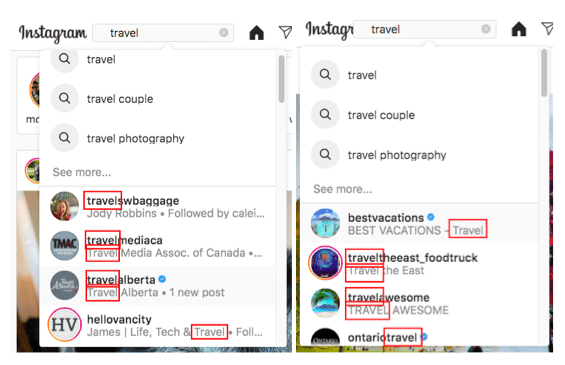 Instagram
travel
travel
travel couple
travel photography
See more...
travelswbaggage
Jody Robbins • Followed by calei...
TMAC
travelmediaca
Travel Media Assoc. of Canada •...
travelalberta
Travel Alberta • 1 new post
HV
hellovancity
James | Life, Tech & Travel • Foll...
Instagr
travel
travel
travel couple
travel photography
See more...
bestvacations
BEST VACATIONS - Travel
traveltheeast_foodtruck
Travel the East
travelawesome
TRAVEL AWESOME
ontariotravel